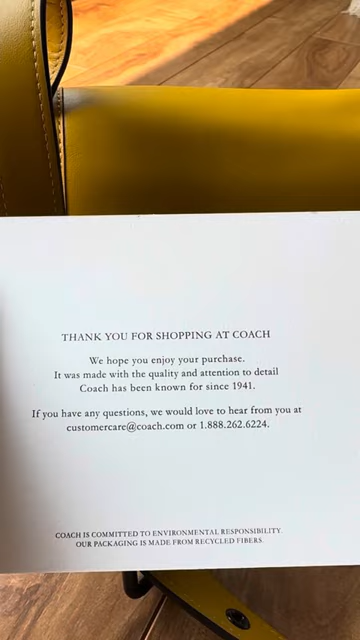 THANK YOU FOR SHOPPING AT COACH
We hope you enjoy your purchase.
It was made with the quality and attention to detail
Coach has been known for since 1941.
If you have any questions, we would love to hear from you at
customercare@coach.com or 1.888.262.6224.
COACH IS COMMITTED TO ENVIRONMENTAL RESPONSIBILITY.
OUR PACKAGING IS MADE FROM RECYCLED FIBERS.